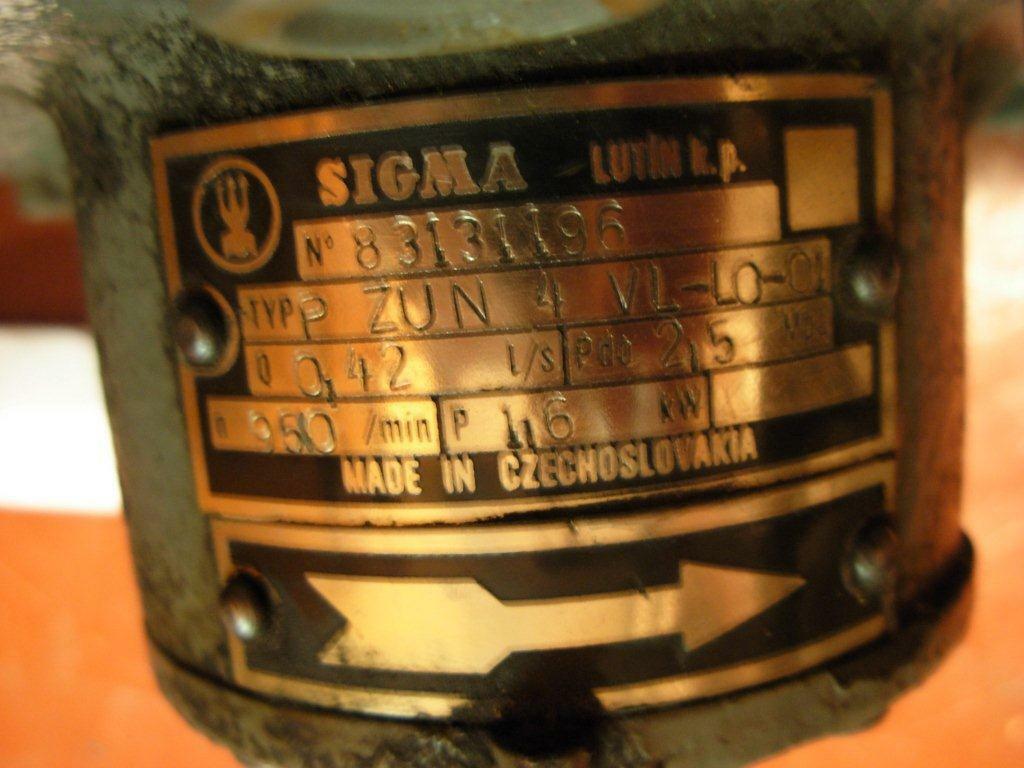 SIGMA LUTÍN k.p.
N° 83131196
TYP P ZUN 4 VL-LO-01
Q 0,42 l/s Pdo 2,5 MPa
n 950 /min P 1,6 kW
MADE IN CZECHOSLOVAKIA